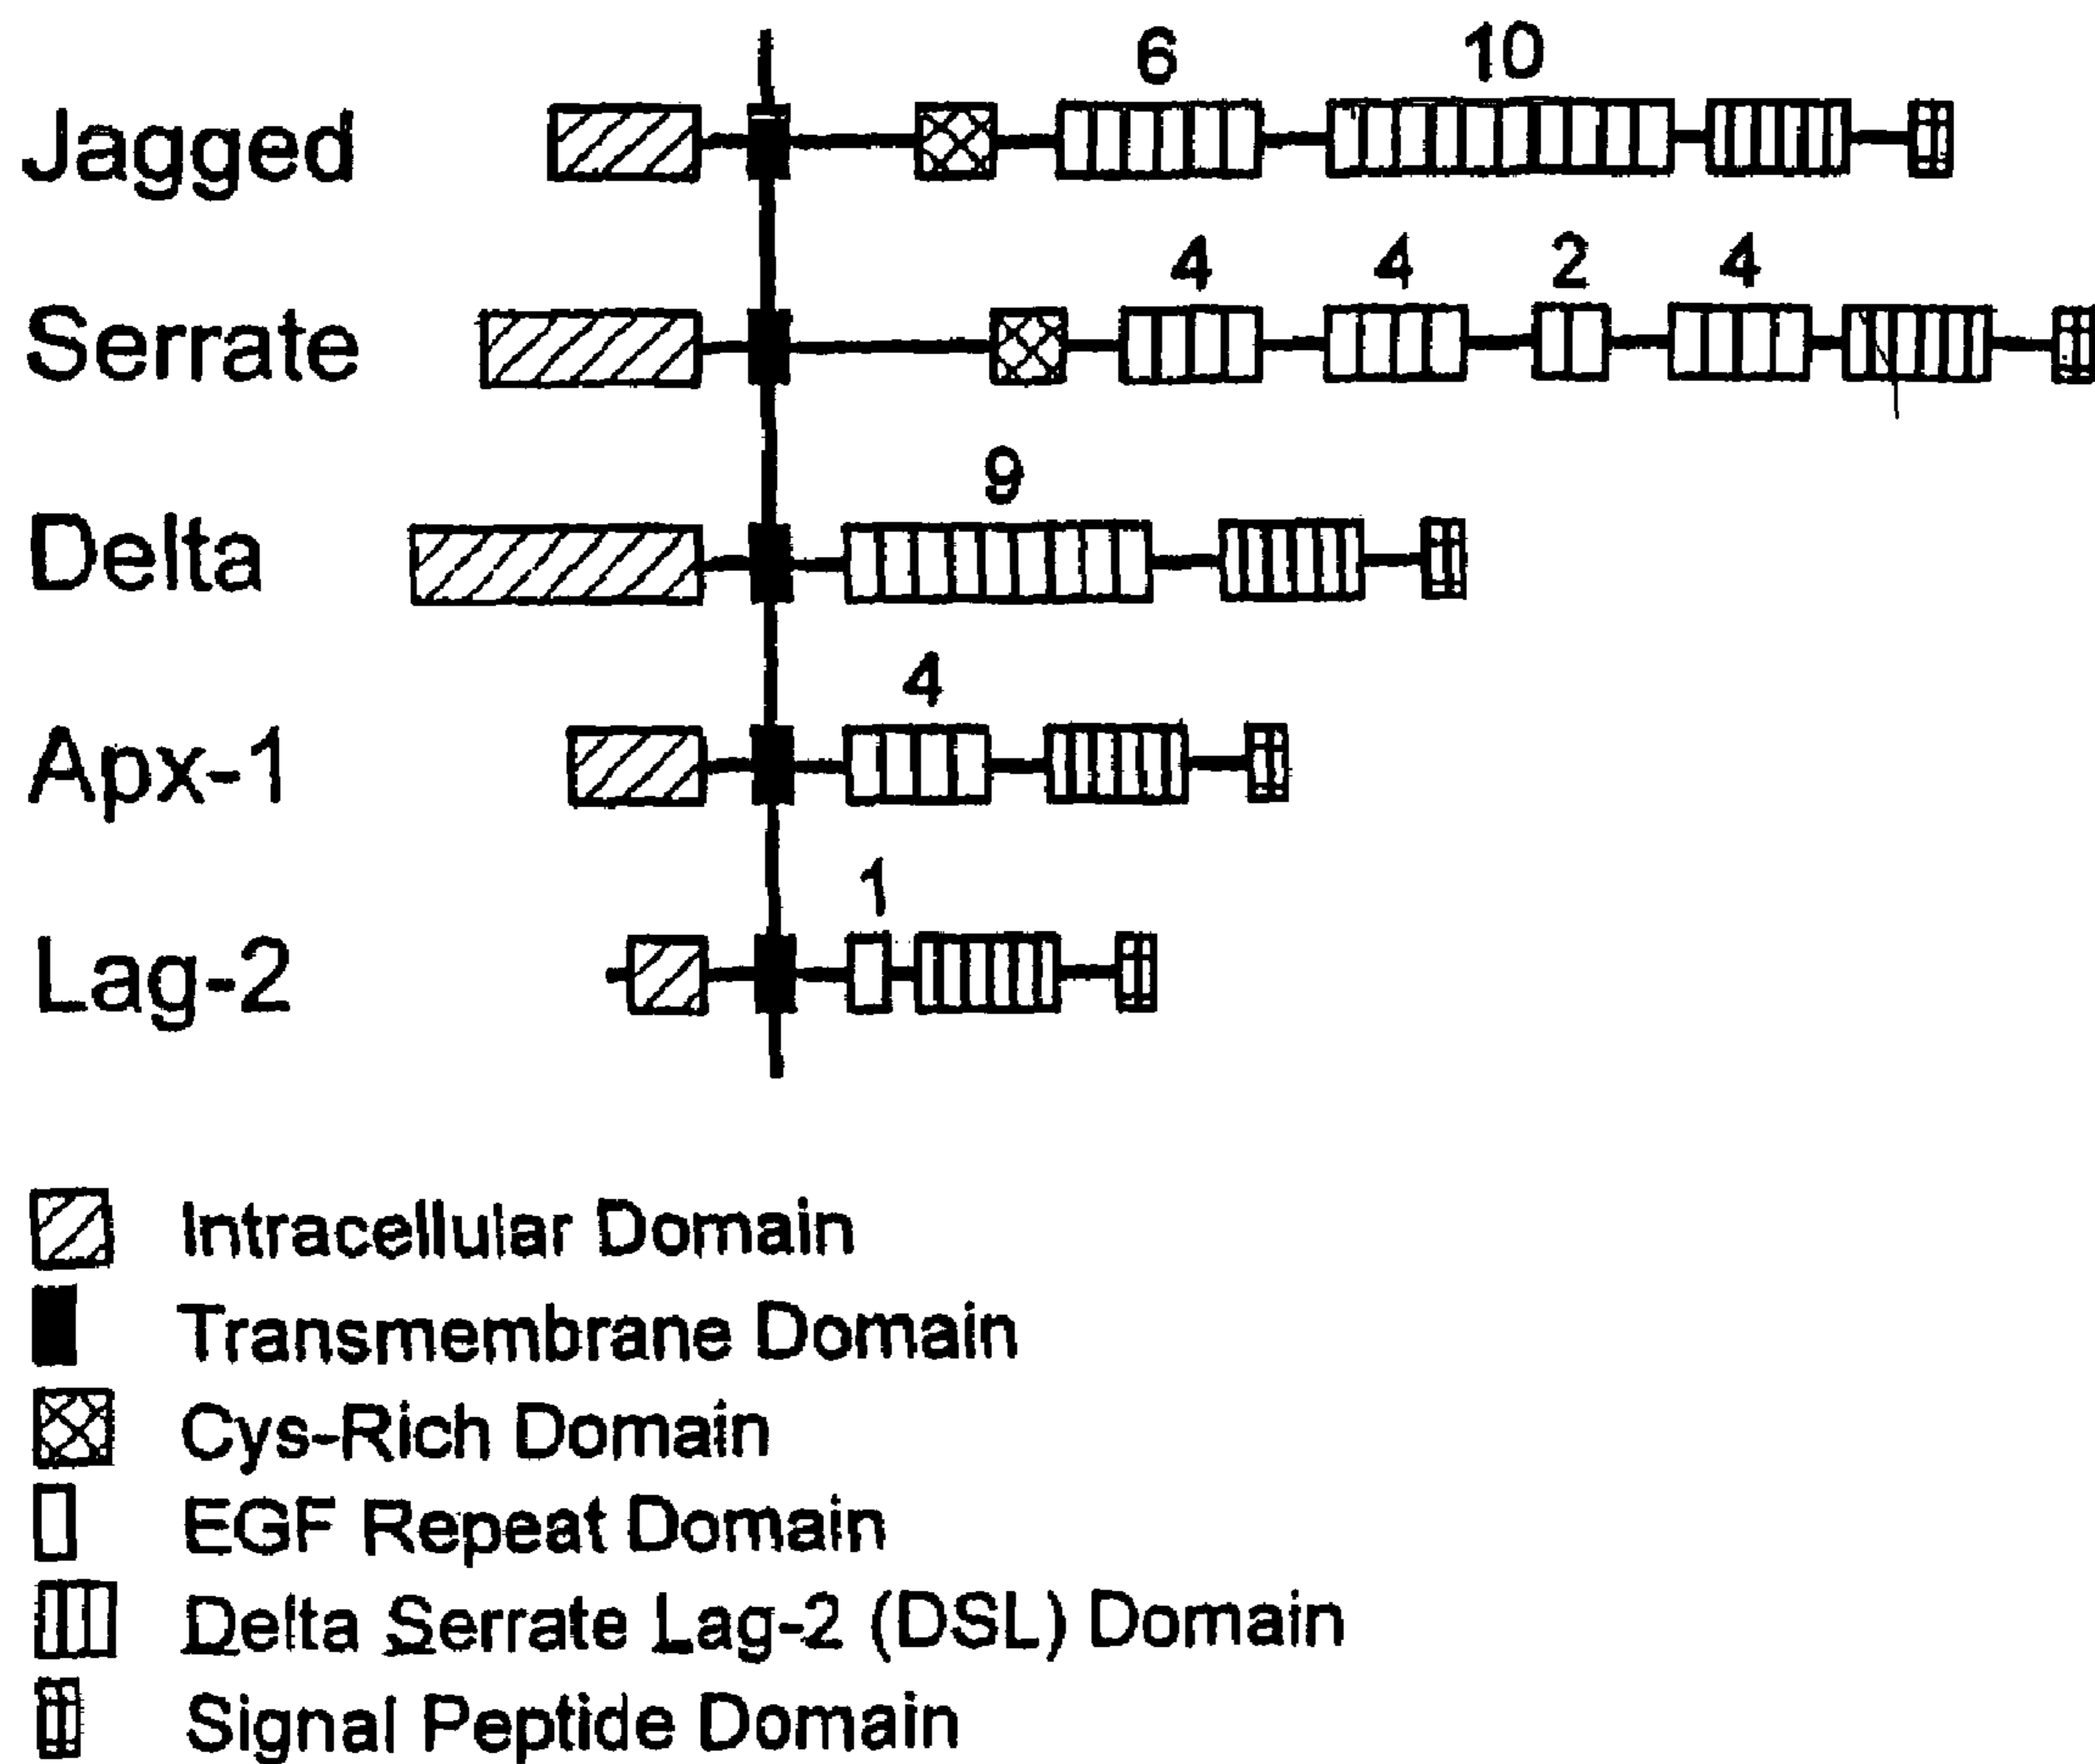 6 10
Jagged
4 4 2 4
Serrate
9
Delta
4
Apx-1
1
Lag-2
Intracellular Domain
Transmembrane Domain
Cys-Rich Domain
EGF Repeat Domain
Delta Serrate Lag-2 (DSL) Domain
Signal Peptide Domain